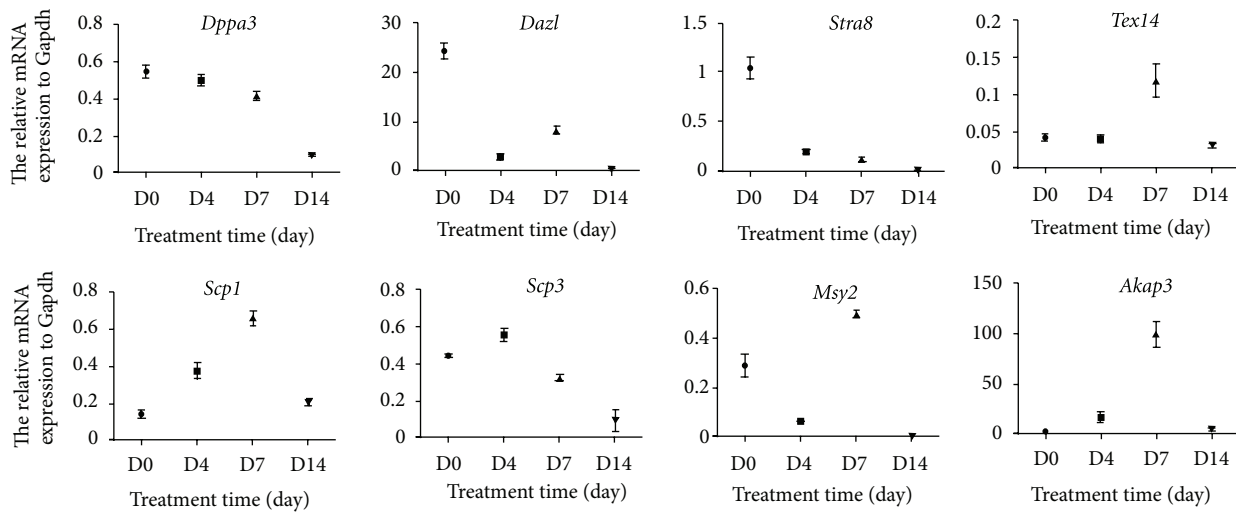 The relative mRNA
expression to Gapdh
Dppa3
0.8
0.6
0.4
0.2
0
D0 D4 D7 D14
Treatment time (day)
Dazl
30
20
10
0
D0 D4 D7 D14
Treatment time (day)
Stra8
1.5
1
0.5
0
D0 D4 D7 D14
Treatment time (day)
Tex14
0.2
0.15
0.1
0.05
0
D0 D4 D7 D14
Treatment time (day)
The relative mRNA
expression to Gapdh
Scp1
0.8
0.6
0.4
0.2
0
D0 D4 D7 D14
Treatment time (day)
Scp3
0.8
0.6
0.4
0.2
0
D0 D4 D7 D14
Treatment time (day)
Msy2
0.6
0.4
0.2
0
D0 D4 D7 D14
Treatment time (day)
Akap3
150
100
50
0
D0 D4 D7 D14
Treatment time (day)